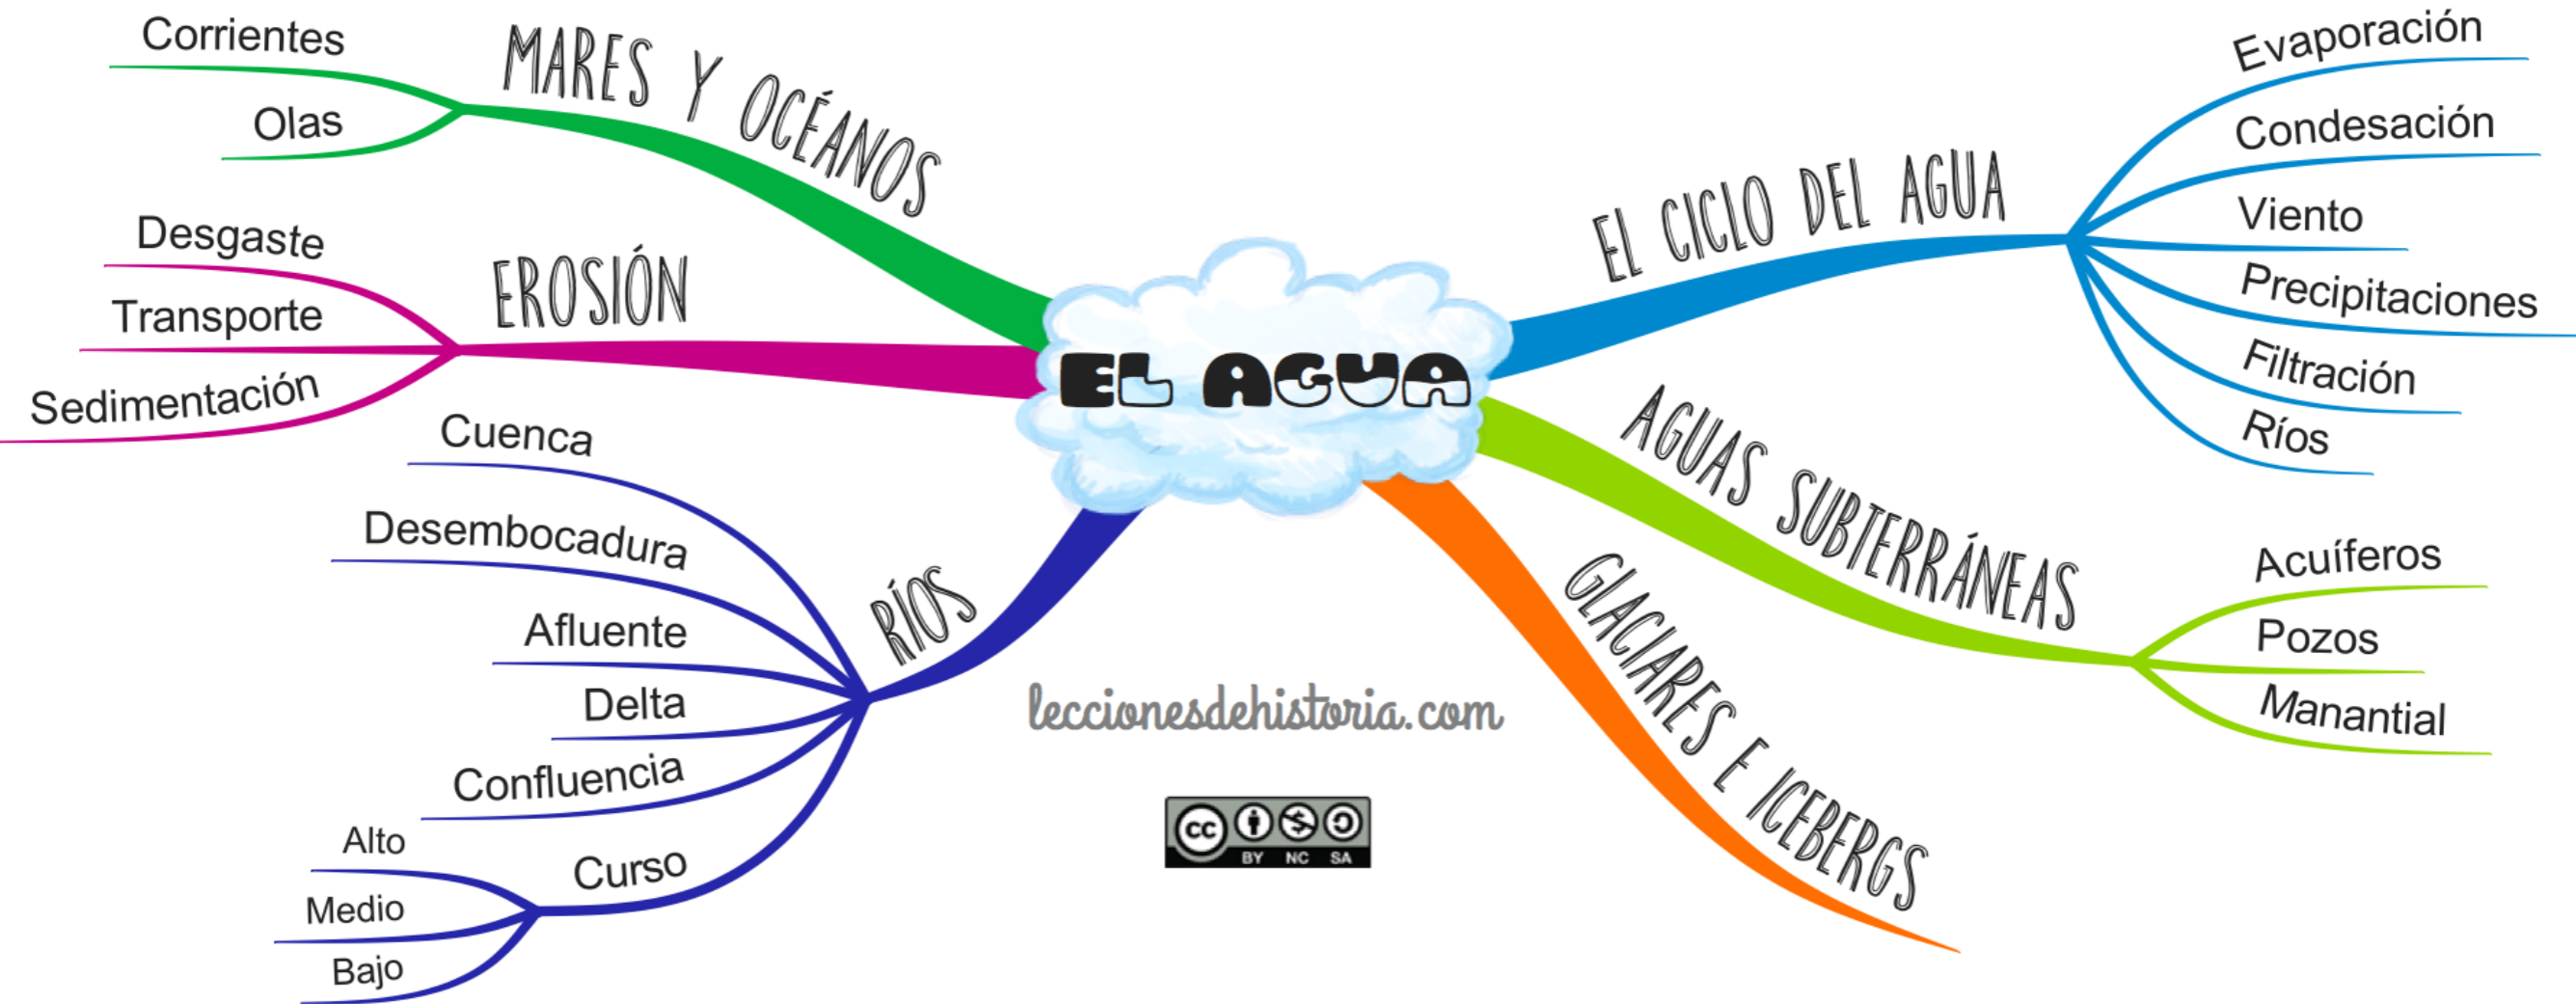 EL AGUA
EL CICLO DEL AGUA
Evaporación
Condesación
Viento
Precipitaciones
Filtración
Ríos
AGUAS SUBTERRÁNEAS
Acuíferos
Pozos
Manantial
GLACIARES E ICEBERGS
RÍOS
Cuenca
Desembocadura
Afluente
Delta
Confluencia
Curso
Alto
Medio
Bajo
EROSIÓN
Desgaste
Transporte
Sedimentación
MARES Y OCÉANOS
Corrientes
Olas
leccionesdehistoria.com
cc
BY NC SA